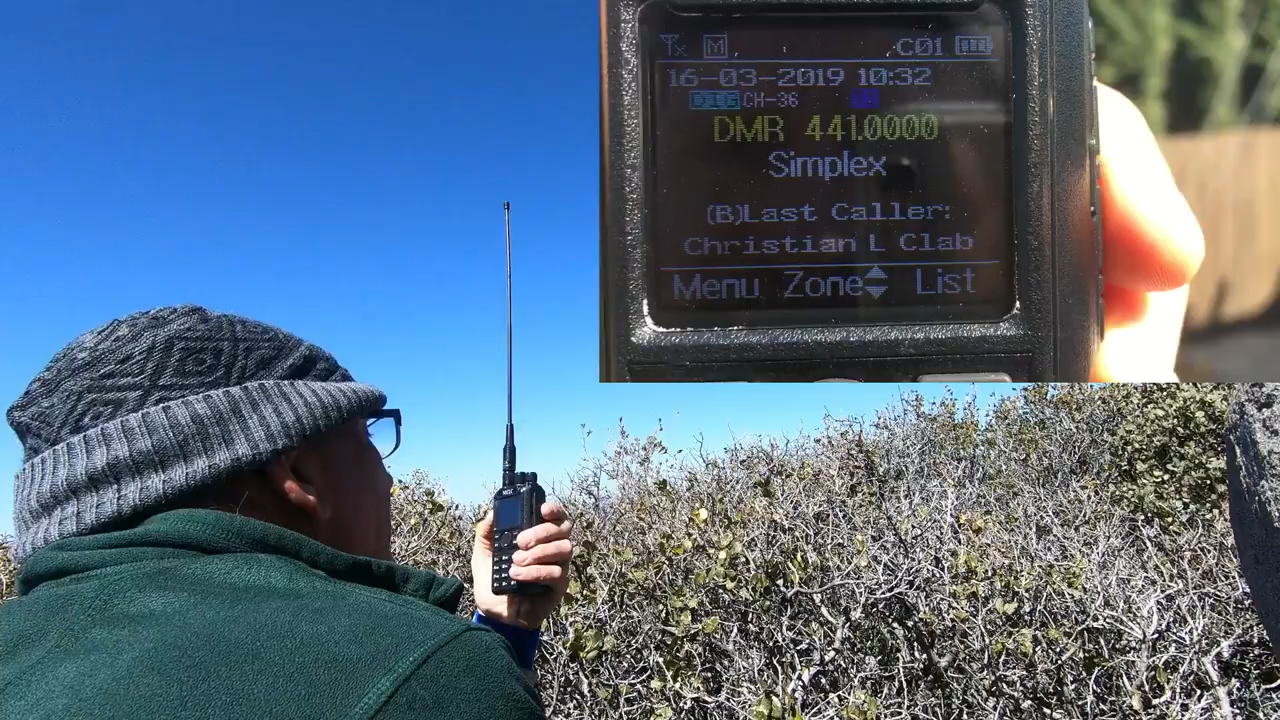 M C01
16-03-2019 10:32
DIG CH-36
DMR 441.0000
Simplex
(B)Last Caller:
Christian L Clab
Menu Zone List